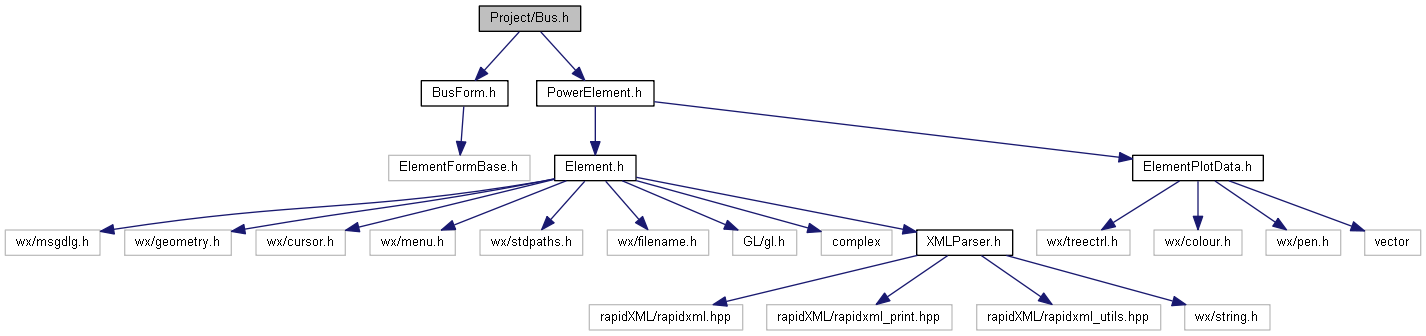 Project/Bus.h
BusForm.h
PowerElement.h
ElementFormBase.h
Element.h
ElementPlotData.h
wx/msgdlg.h
wx/geometry.h
wx/cursor.h
wx/menu.h
wx/stdpaths.h
wx/filename.h
GL/gl.h
complex
XMLParser.h
wx/treectrl.h
wx/colour.h
wx/pen.h
vector
rapidXML/rapidxml.hpp
rapidXML/rapidxml_print.hpp
rapidXML/rapidxml_utils.hpp
wx/string.h